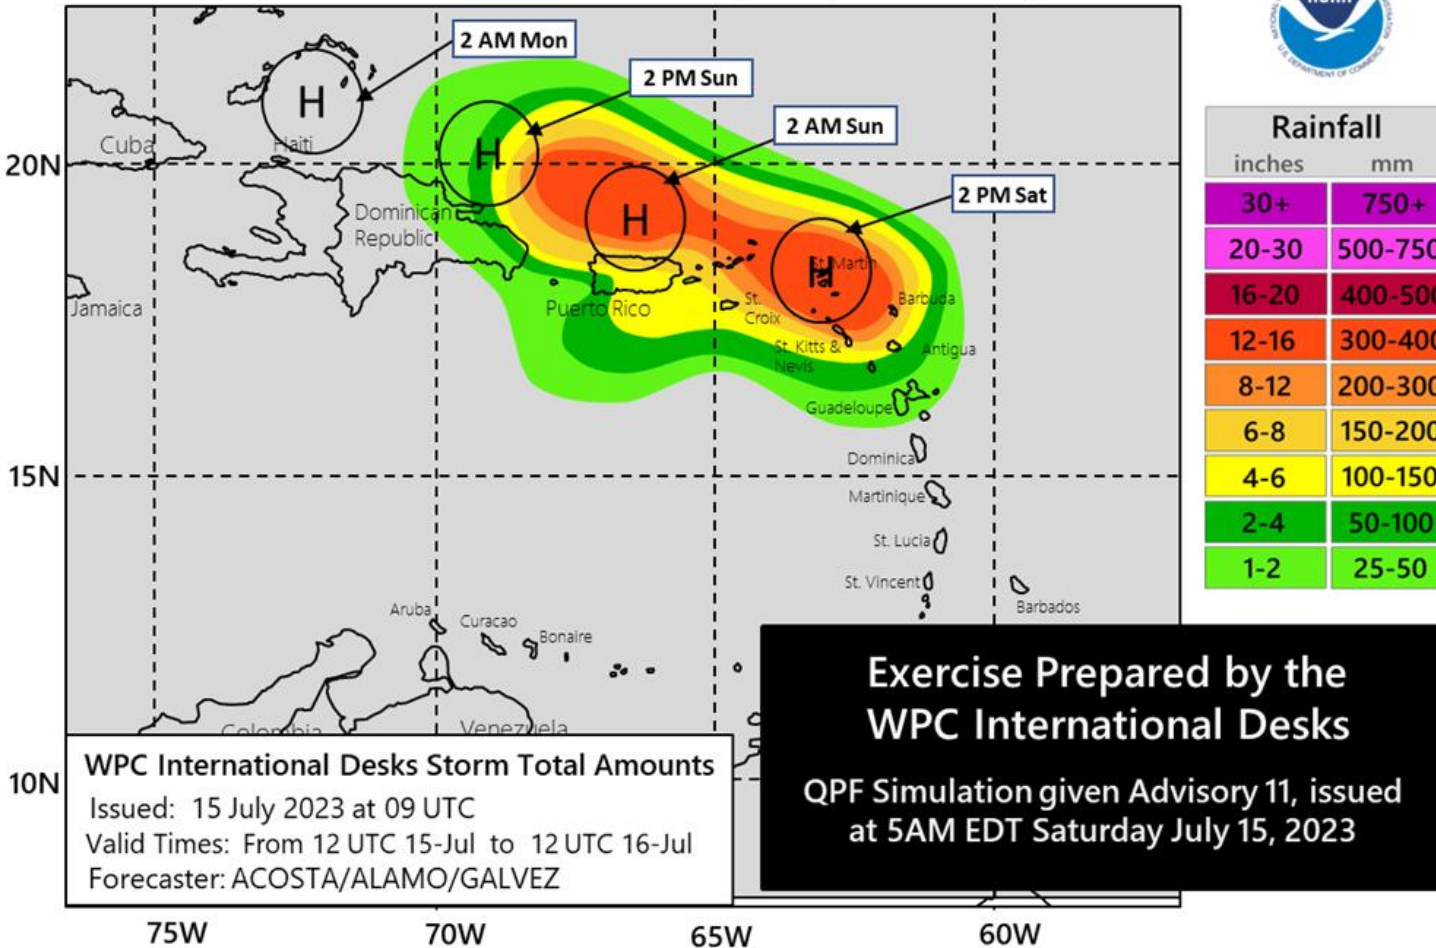 2 AM Mon
2 PM Sun
2 AM Sun
2 PM Sat
H
H
H
H
Cuba
Haiti
Dominican
Republic
Jamaica
Puerto Rico
St. Martin
St.
Croix
Barbuda
St. Kitts &
Nevis
Antigua
Guadeloupe
Dominica
Martinique
St. Lucia
St. Vincent
Barbados
Aruba
Curacao
Bonaire
Colombia
Venezuela
20N
15N
10N
75W
70W
65W
60W
U.S. DEPARTMENT OF COMMERCE
Rainfall
inches mm
30+ 750+
20-30 500-750
16-20 400-500
12-16 300-400
8-12 200-300
6-8 150-200
4-6 100-150
2-4 50-100
1-2 25-50
WPC International Desks Storm Total Amounts
Issued: 15 July 2023 at 09 UTC
Valid Times: From 12 UTC 15-Jul to 12 UTC 16-Jul
Forecaster: ACOSTA/ALAMO/GALVEZ
Exercise Prepared by the
WPC International Desks
QPF Simulation given Advisory 11, issued
at 5AM EDT Saturday July 15, 2023